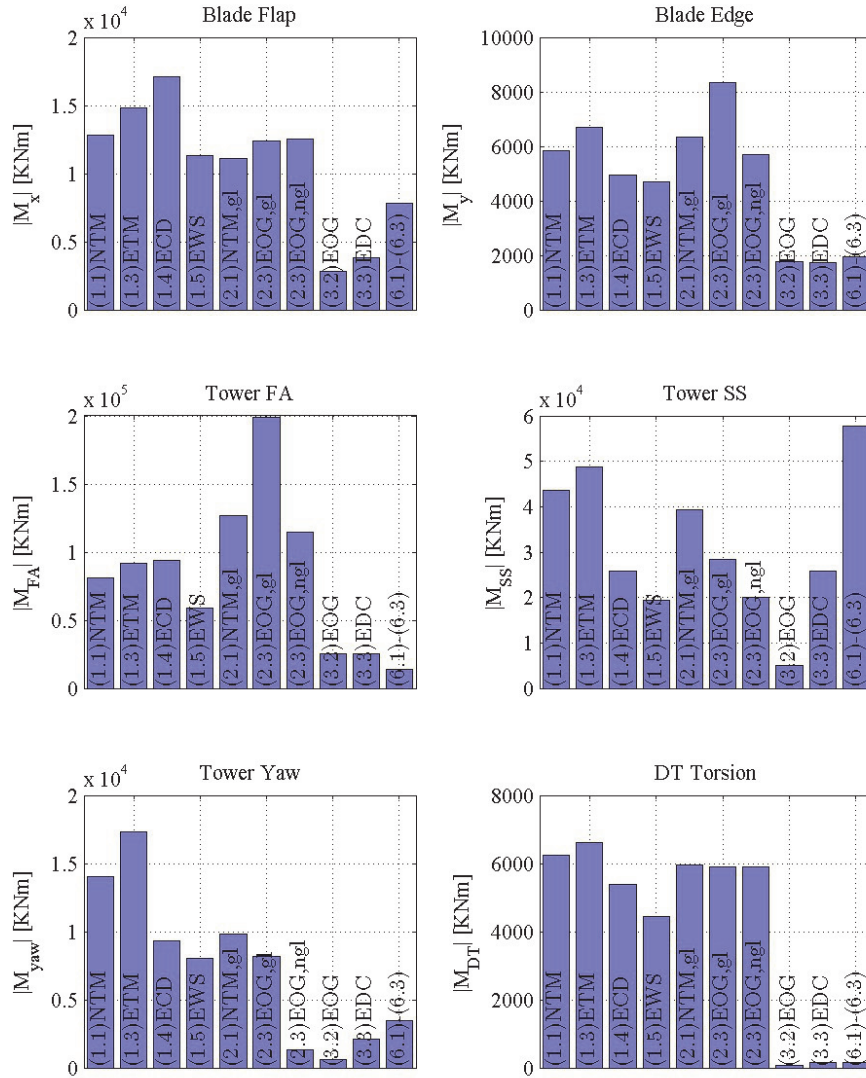 Blade Flap
x 10⁴
2
1.5
1
0.5
0
|M_x| [KNm]
(1.1)NTM
(1.3)ETM
(1.4)ECD
(1.5)EWS
(2.1)NTM,gl
(2.3)EOG,gl
(2.3)EOG,ngl
(3.2)EOG
(3.3)EDC
(6.1)-(6.3)
Blade Edge
10000
8000
6000
4000
2000
0
|M_y| [KNm]
(1.1)NTM
(1.3)ETM
(1.4)ECD
(1.5)EWS
(2.1)NTM,gl
(2.3)EOG,gl
(2.3)EOG,ngl
(3.2)EOG
(3.3)EDC
(6.1)-(6.3)
Tower FA
x 10⁵
2
1.5
1
0.5
0
|M_FA| [KNm]
(1.1)NTM
(1.3)ETM
(1.4)ECD
(1.5)EWS
(2.1)NTM,gl
(2.3)EOG,gl
(2.3)EOG,ngl
(3.2)EOG
(3.3)EDC
(6.1)-(6.3)
Tower SS
x 10⁴
6
5
4
3
2
1
0
|M_SS| [KNm]
(1.1)NTM
(1.3)ETM
(1.4)ECD
(1.5)EWS
(2.1)NTM,gl
(2.3)EOG,gl
(2.3)EOG,ngl
(3.2)EOG
(3.3)EDC
(6.1)-(6.3)
Tower Yaw
x 10⁴
2
1.5
1
0.5
0
|M_yaw| [KNm]
(1.1)NTM
(1.3)ETM
(1.4)ECD
(1.5)EWS
(2.1)NTM,gl
(2.3)EOG,gl
(2.3)EOG,ngl
(3.2)EOG
(3.3)EDC
(6.1)-(6.3)
DT Torsion
8000
6000
4000
2000
0
|M_DT| [KNm]
(1.1)NTM
(1.3)ETM
(1.4)ECD
(1.5)EWS
(2.1)NTM,gl
(2.3)EOG,gl
(2.3)EOG,ngl
(3.2)EOG
(3.3)EDC
(6.1)-(6.3)